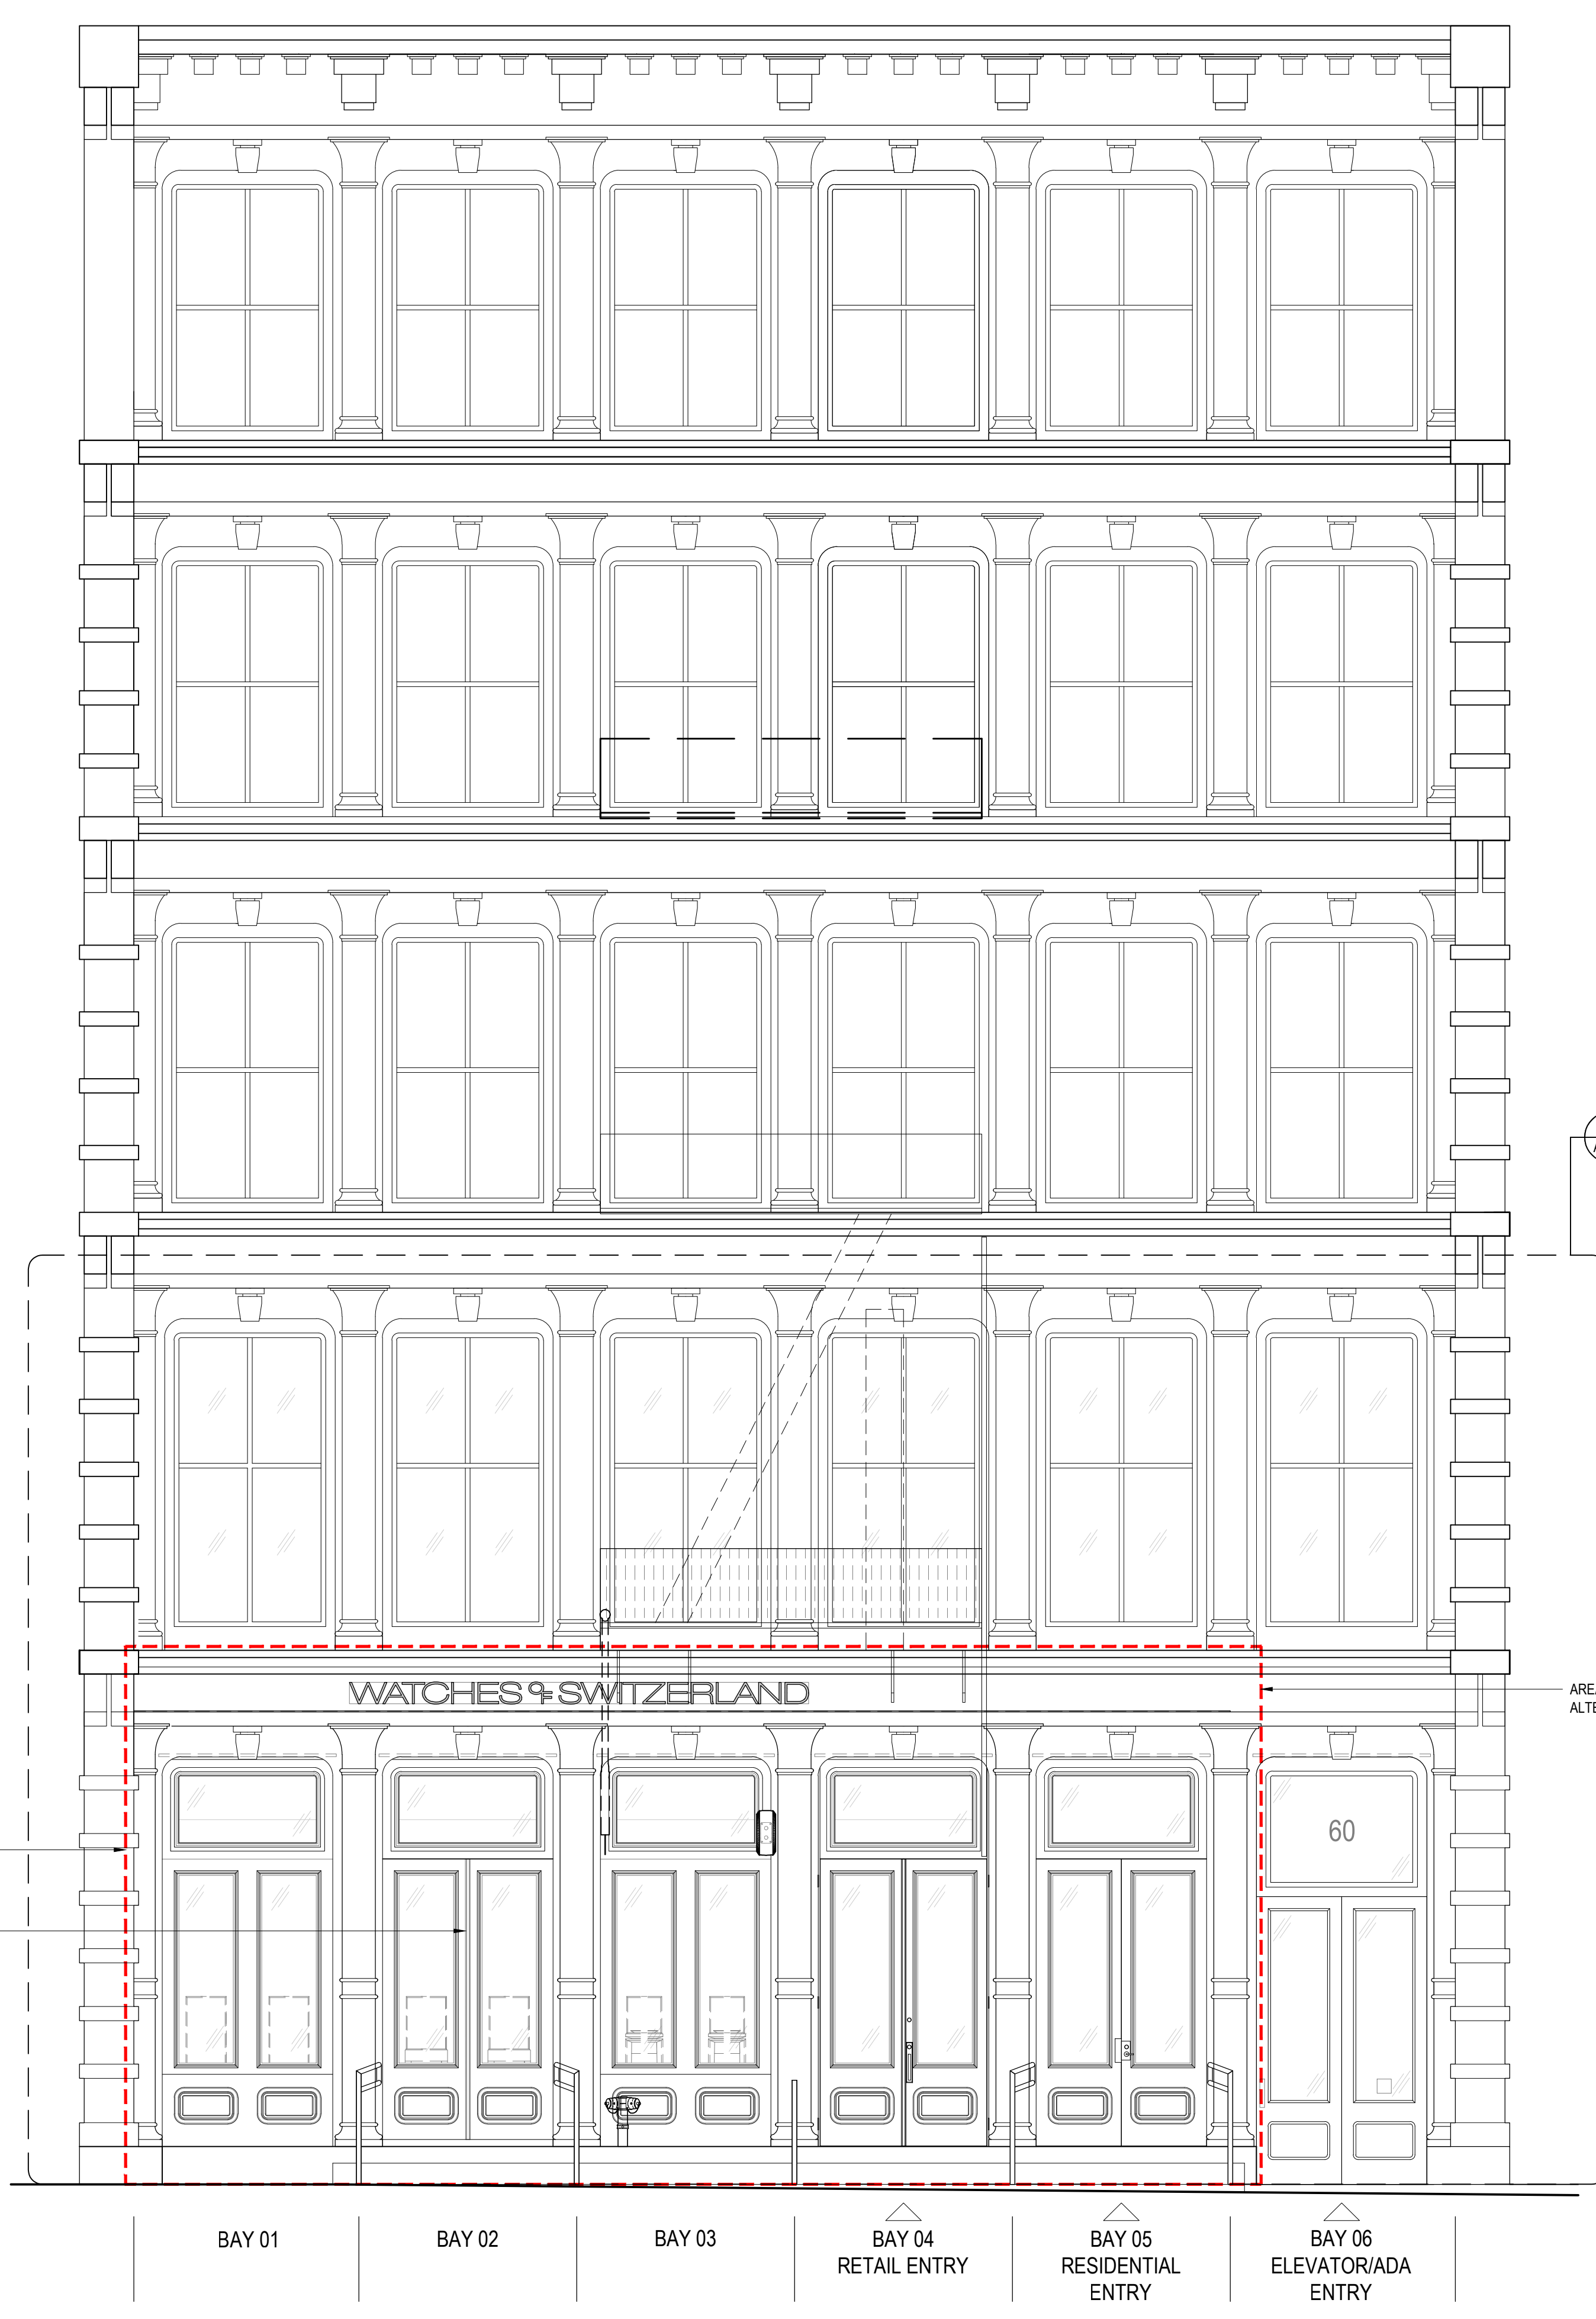 WATCHES OF SWITZERLAND
60
BAY 01
BAY 02
BAY 03
BAY 04
RETAIL ENTRY
BAY 05
RESIDENTIAL
ENTRY
BAY 06
ELEVATOR/ADA
ENTRY